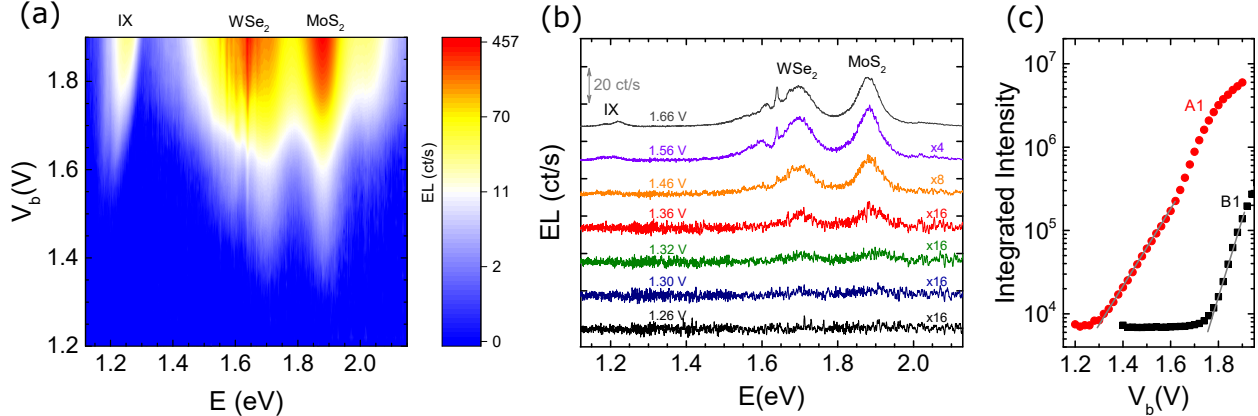 (a)
IX
WSe2
MoS2
1.8
1.6
1.4
1.2
Vb(V)
1.2
1.4
1.6
1.8
2.0
E (eV)
457
70
11
2
0
EL (ct/s)
(b)
20 ct/s
IX
WSe2
MoS2
1.66 V
1.56 V
x4
1.46 V
x8
1.36 V
x16
1.32 V
x16
1.30 V
x16
1.26 V
x16
EL (ct/s)
1.2
1.4
1.6
1.8
2.0
E(eV)
(c)
10^7
10^6
10^5
10^4
A1
B1
Integrated Intensity
1.2
1.4
1.6
1.8
Vb(V)